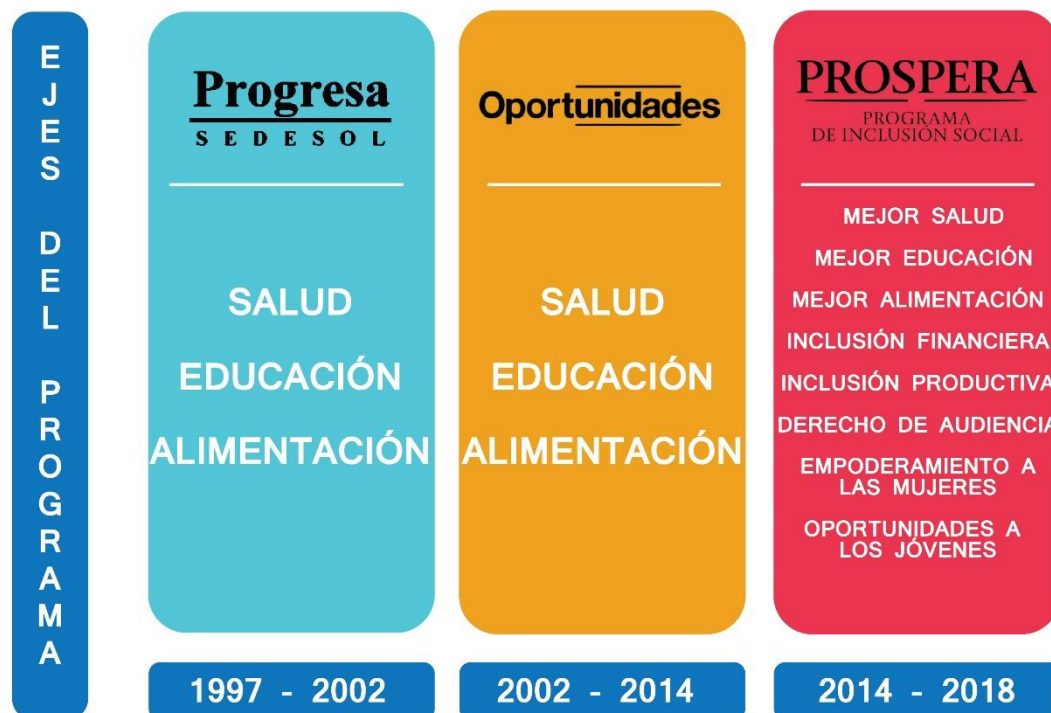 EJES DEL PROGRAMA
Progresa
SEDESOL
SALUD
EDUCACIÓN
ALIMENTACIÓN
1997 - 2002
Oportunidades
SALUD
EDUCACIÓN
ALIMENTACIÓN
2002 - 2014
PROSPERA
PROGRAMA
DE INCLUSIÓN SOCIAL
MEJOR SALUD
MEJOR EDUCACIÓN
MEJOR ALIMENTACIÓN
INCLUSIÓN FINANCIERA
INCLUSIÓN PRODUCTIVA
DERECHO DE AUDIENCIA
EMPODERAMIENTO A
LAS MUJERES
OPORTUNIDADES A
LOS JÓVENES
2014 - 2018